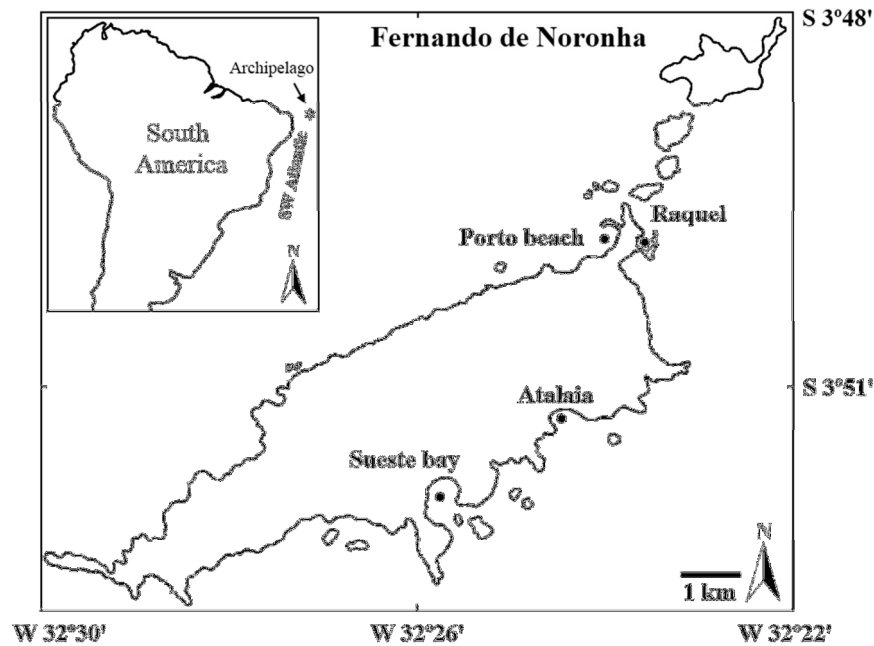 Fernando de Noronha
S 3°48'
Archipelago
South
America
SW Atlantic
N
Porto beach
Raquel
S 3°51'
Atalaia
Sueste bay
N
1 km
W 32°30'
W 32°26'
W 32°22'